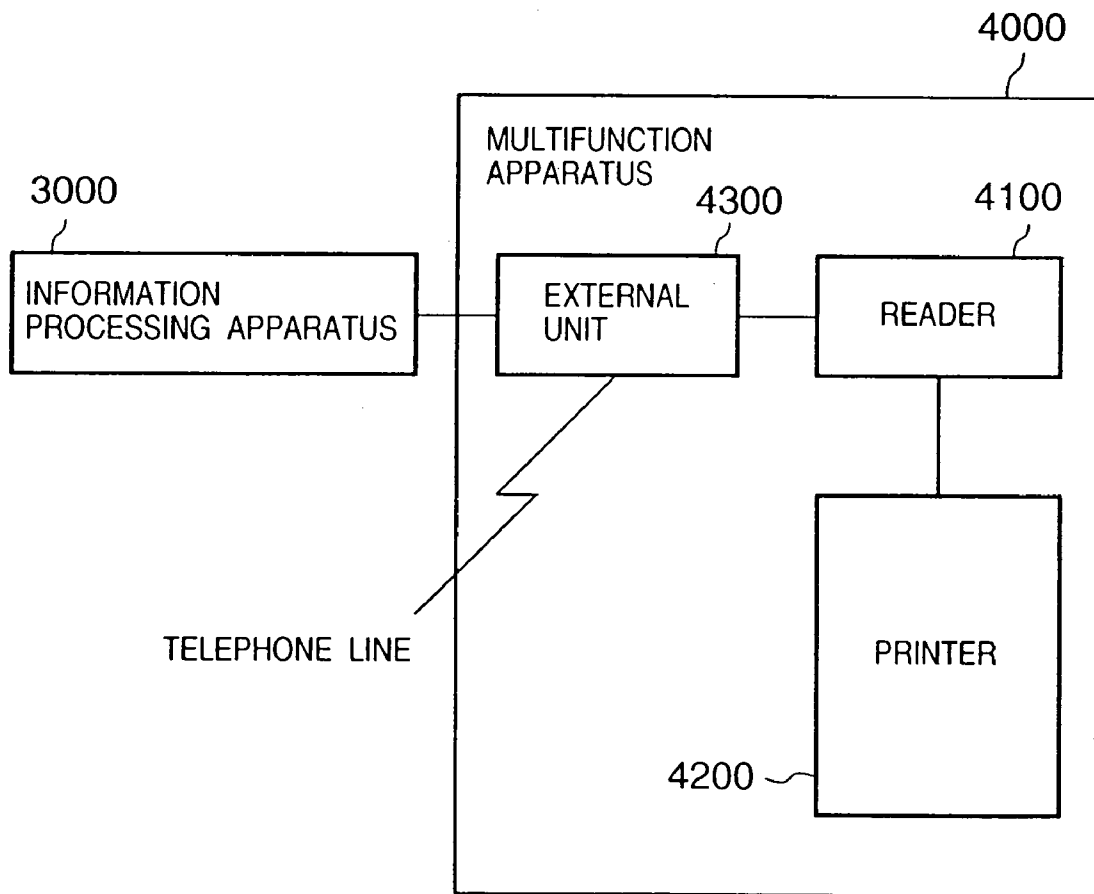 4000
MULTIFUNCTION
APPARATUS
3000
4300
4100
INFORMATION
PROCESSING APPARATUS
EXTERNAL
UNIT
READER
TELEPHONE LINE
PRINTER
4200